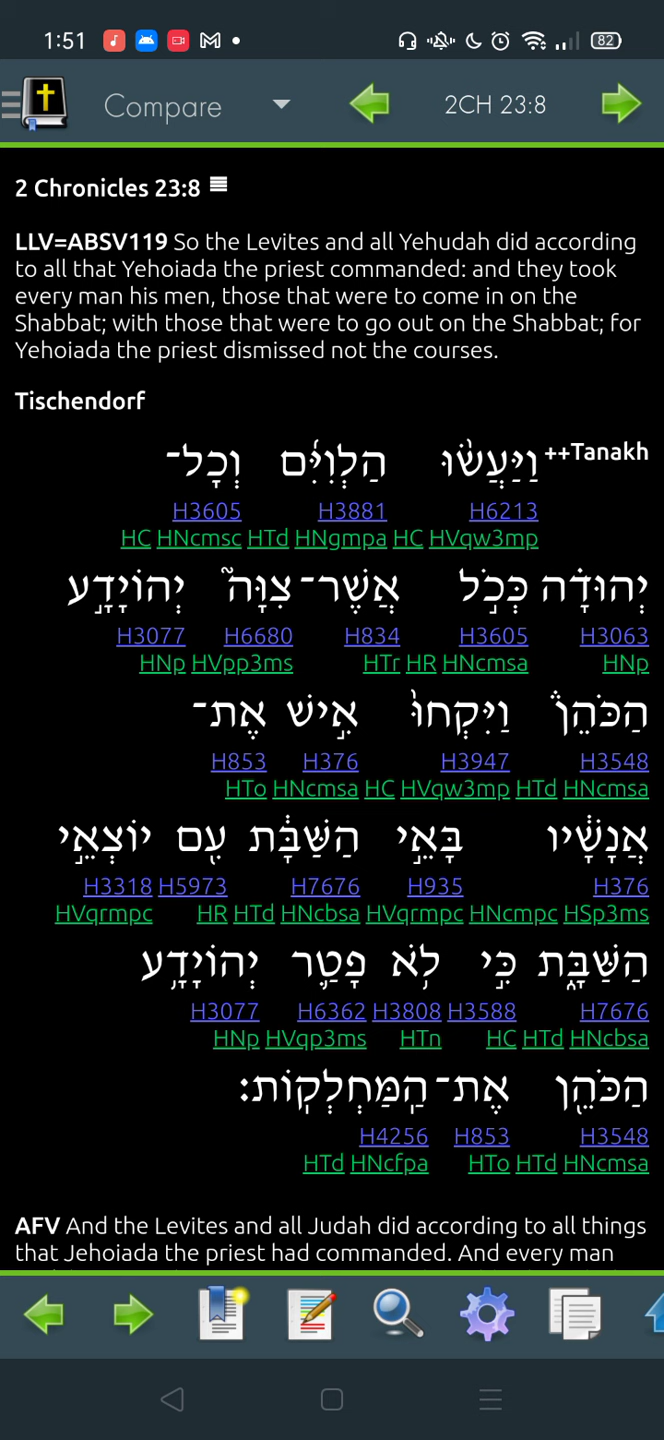 1:51
82
Compare 2CH 23:8
2 Chronicles 23:8
LLV=ABSV119 So the Levites and all Yehudah did according
to all that Yehoiada the priest commanded: and they took
every man his men, those that were to come in on the
Shabbat; with those that were to go out on the Shabbat; for
Yehoiada the priest dismissed not the courses.
Tischendorf
++Tanakh וַיַּעֲשׂ֨וּ הַלְוִיִּ֜ם וְכָל־
H3605 H3881 H6213
HC HNcmsc HTd HNgmpa HC HVqw3mp
יְהוּדָ֗ה כְּכֹ֣ל אֲשֶׁר־ צִוָּה֮ יְהוֹיָדָ֣ע
H3077 H6680 H834 H3605 H3063
HNp HVpp3ms HTr HR HNcmsa HNp
הַכֹּהֵן֒ וַיִּקְחוּ֙ אִ֣ישׁ אֶת־
H853 H376 H3947 H3548
HTo HNcmsa HC HVqw3mp HTd HNcmsa
אֲנָשָׁ֔יו בָּאֵ֣י הַשַּׁבָּ֔ת עִ֖ם יוֹצְאֵ֣י
H3318 H5973 H7676 H935 H376
HVqrmpc HR HTd HNcbsa HVqrmpc HNcmpc HSp3ms
הַשַּׁבָּ֑ת כִּ֣י לֹ֥א פָטַ֛ר יְהוֹיָדָ֥ע
H3077 H6362 H3808 H3588 H7676
HNp HVqp3ms HTn HC HTd HNcbsa
הַכֹּהֵ֖ן אֶת־ הַֽמַּחְלְקֽוֹת׃
H4256 H853 H3548
HTd HNcfpa HTo HTd HNcmsa
AFV And the Levites and all Judah did according to all things
that Jehoiada the priest had commanded. And every man